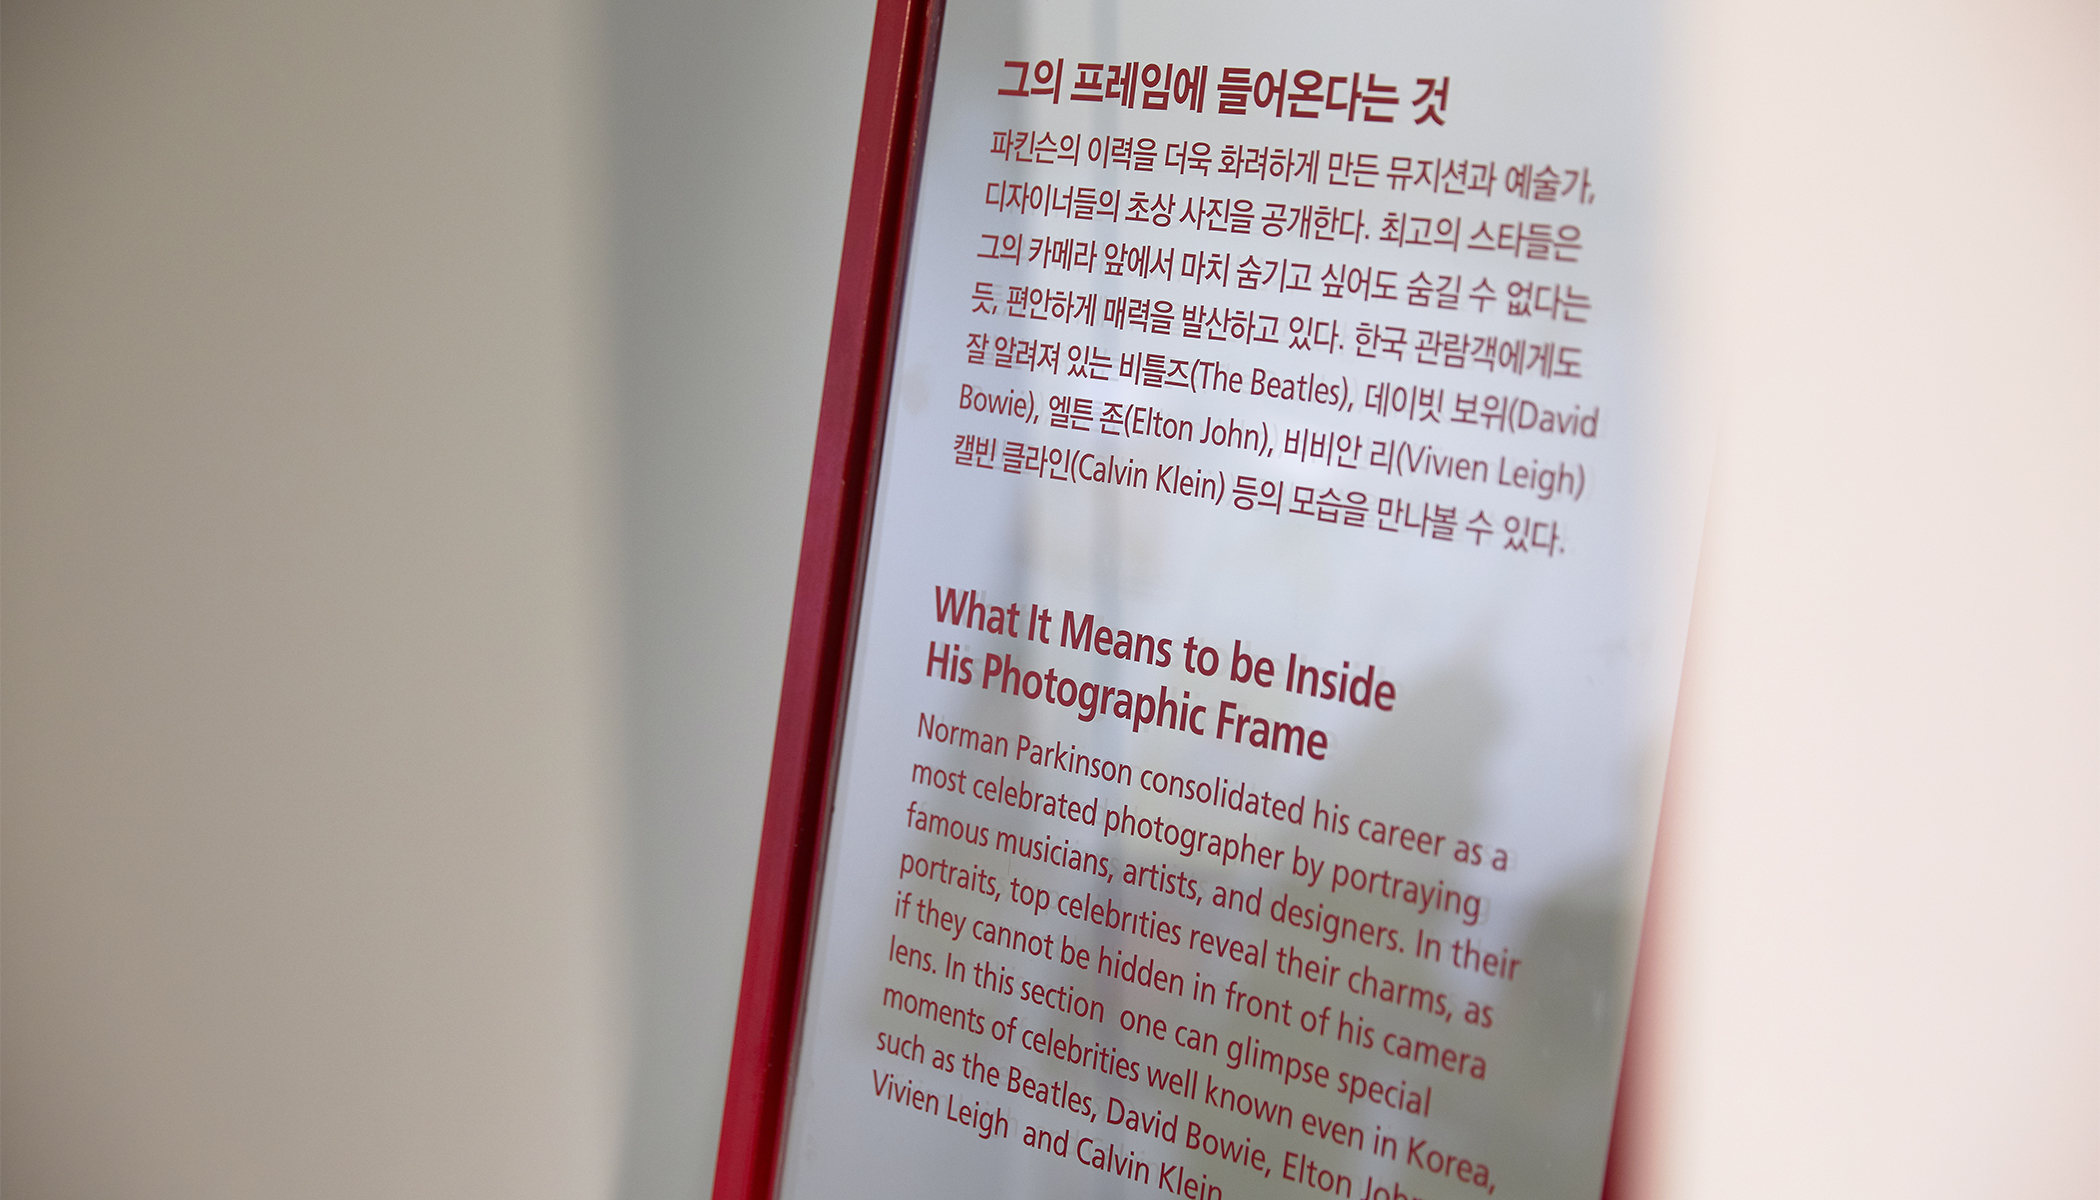 그의 프레임에 들어온다는 것
파킨슨의 이력을 더욱 화려하게 만든 뮤지션과 예술가,
디자이너들의 초상 사진을 공개한다. 최고의 스타들은
그의 카메라 앞에서 마치 숨기고 싶어도 숨길 수 없다는
듯, 편안하게 매력을 발산하고 있다. 한국 관람객에게도
잘 알려져 있는 비틀즈(The Beatles), 데이빗 보위(David
Bowie), 엘튼 존(Elton John), 비비안 리(Vivien Leigh)
캘빈 클라인(Calvin Klein) 등의 모습을 만나볼 수 있다.
What It Means to be Inside
His Photographic Frame
Norman Parkinson consolidated his career as a
most celebrated photographer by portraying
famous musicians, artists, and designers. In their
portraits, top celebrities reveal their charms, as
if they cannot be hidden in front of his camera
lens. In this section one can glimpse special
moments of celebrities well known even in Korea,
such as the Beatles, David Bowie, Elton John
Vivien Leigh and Calvin Klein